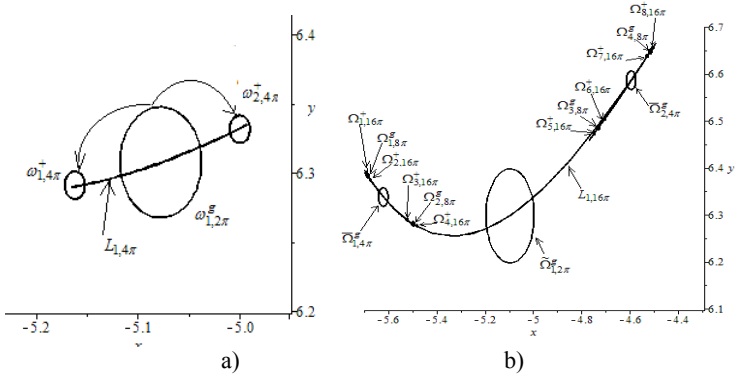 6.4
y
6.3
6.2
ω⁺₂,₄π
ω⁺₁,₄π
ωᵍ₁,₂π
L₁,₄π
−5.2
−5.1
−5.0
x
a)
6.7
6.6
6.5
6.4
y
6.3
6.2
6.1
Ω⁺₈,₁₆π
Ωᵍ₄,₈π
Ω⁺₇,₁₆π
Ω⁺₆,₁₆π
Ωᵍ₃,₈π
Ω⁺₅,₁₆π
Ω̅ᵍ₂,₄π
Ω⁺₁,₁₆π
Ωᵍ₁,₈π
Ω⁺₂,₁₆π
Ω⁺₃,₁₆π
Ωᵍ₂,₈π
Ω⁺₄,₁₆π
Ω̅ᵍ₁,₄π
L₁,₁₆π
Ω̃ᵍ₁,₂π
−5.6
−5.4
−5.2
−5
−4.8
−4.6
−4.4
x
b)